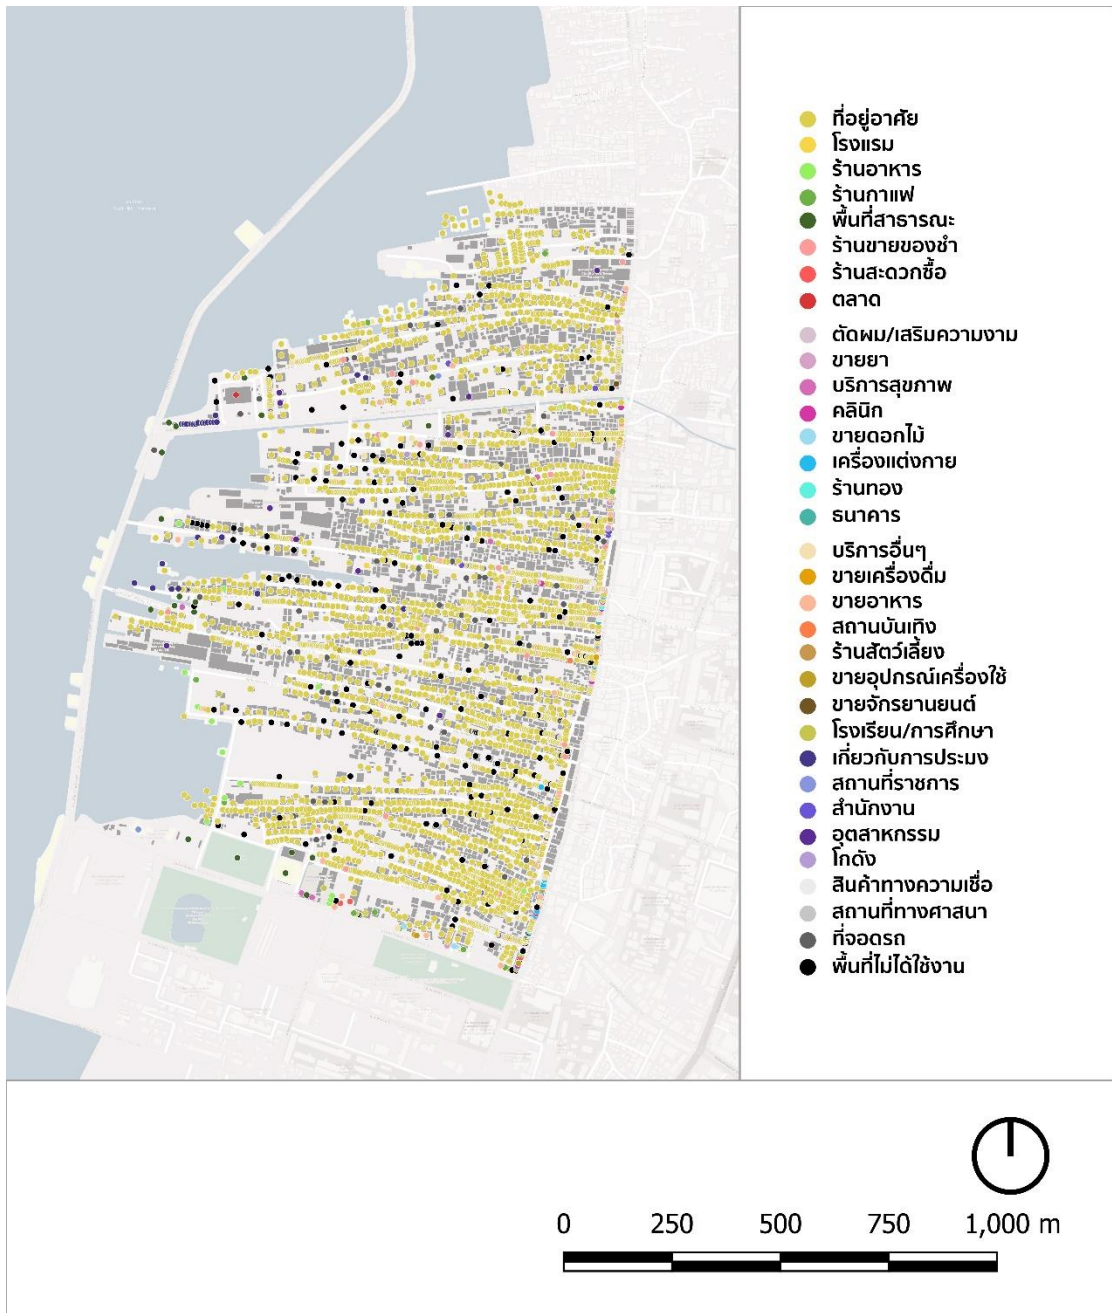 ที่อยู่อาศัย
โรงแรม
ร้านอาหาร
ร้านกาแฟ
พื้นที่สาธารณะ
ร้านขายของชำ
ร้านสะดวกซื้อ
ตลาด
ตัดผม/เสริมความงาม
ขายยา
บริการสุขภาพ
คลินิก
ขายดอกไม้
เครื่องแต่งกาย
ร้านทอง
ธนาคาร
บริการอื่นๆ
ขายเครื่องดื่ม
ขายอาหาร
สถานบันเทิง
ร้านสัตว์เลี้ยง
ขายอุปกรณ์เครื่องใช้
ขายจักรยานยนต์
โรงเรียน/การศึกษา
เกี่ยวกับการประมง
สถานที่ราชการ
สำนักงาน
อุตสาหกรรม
โกดัง
สินค้าทางความเชื่อ
สถานที่ทางศาสนา
ที่จอดรถ
พื้นที่ไม่ได้ใช้งาน
0 250 500 750 1,000 m